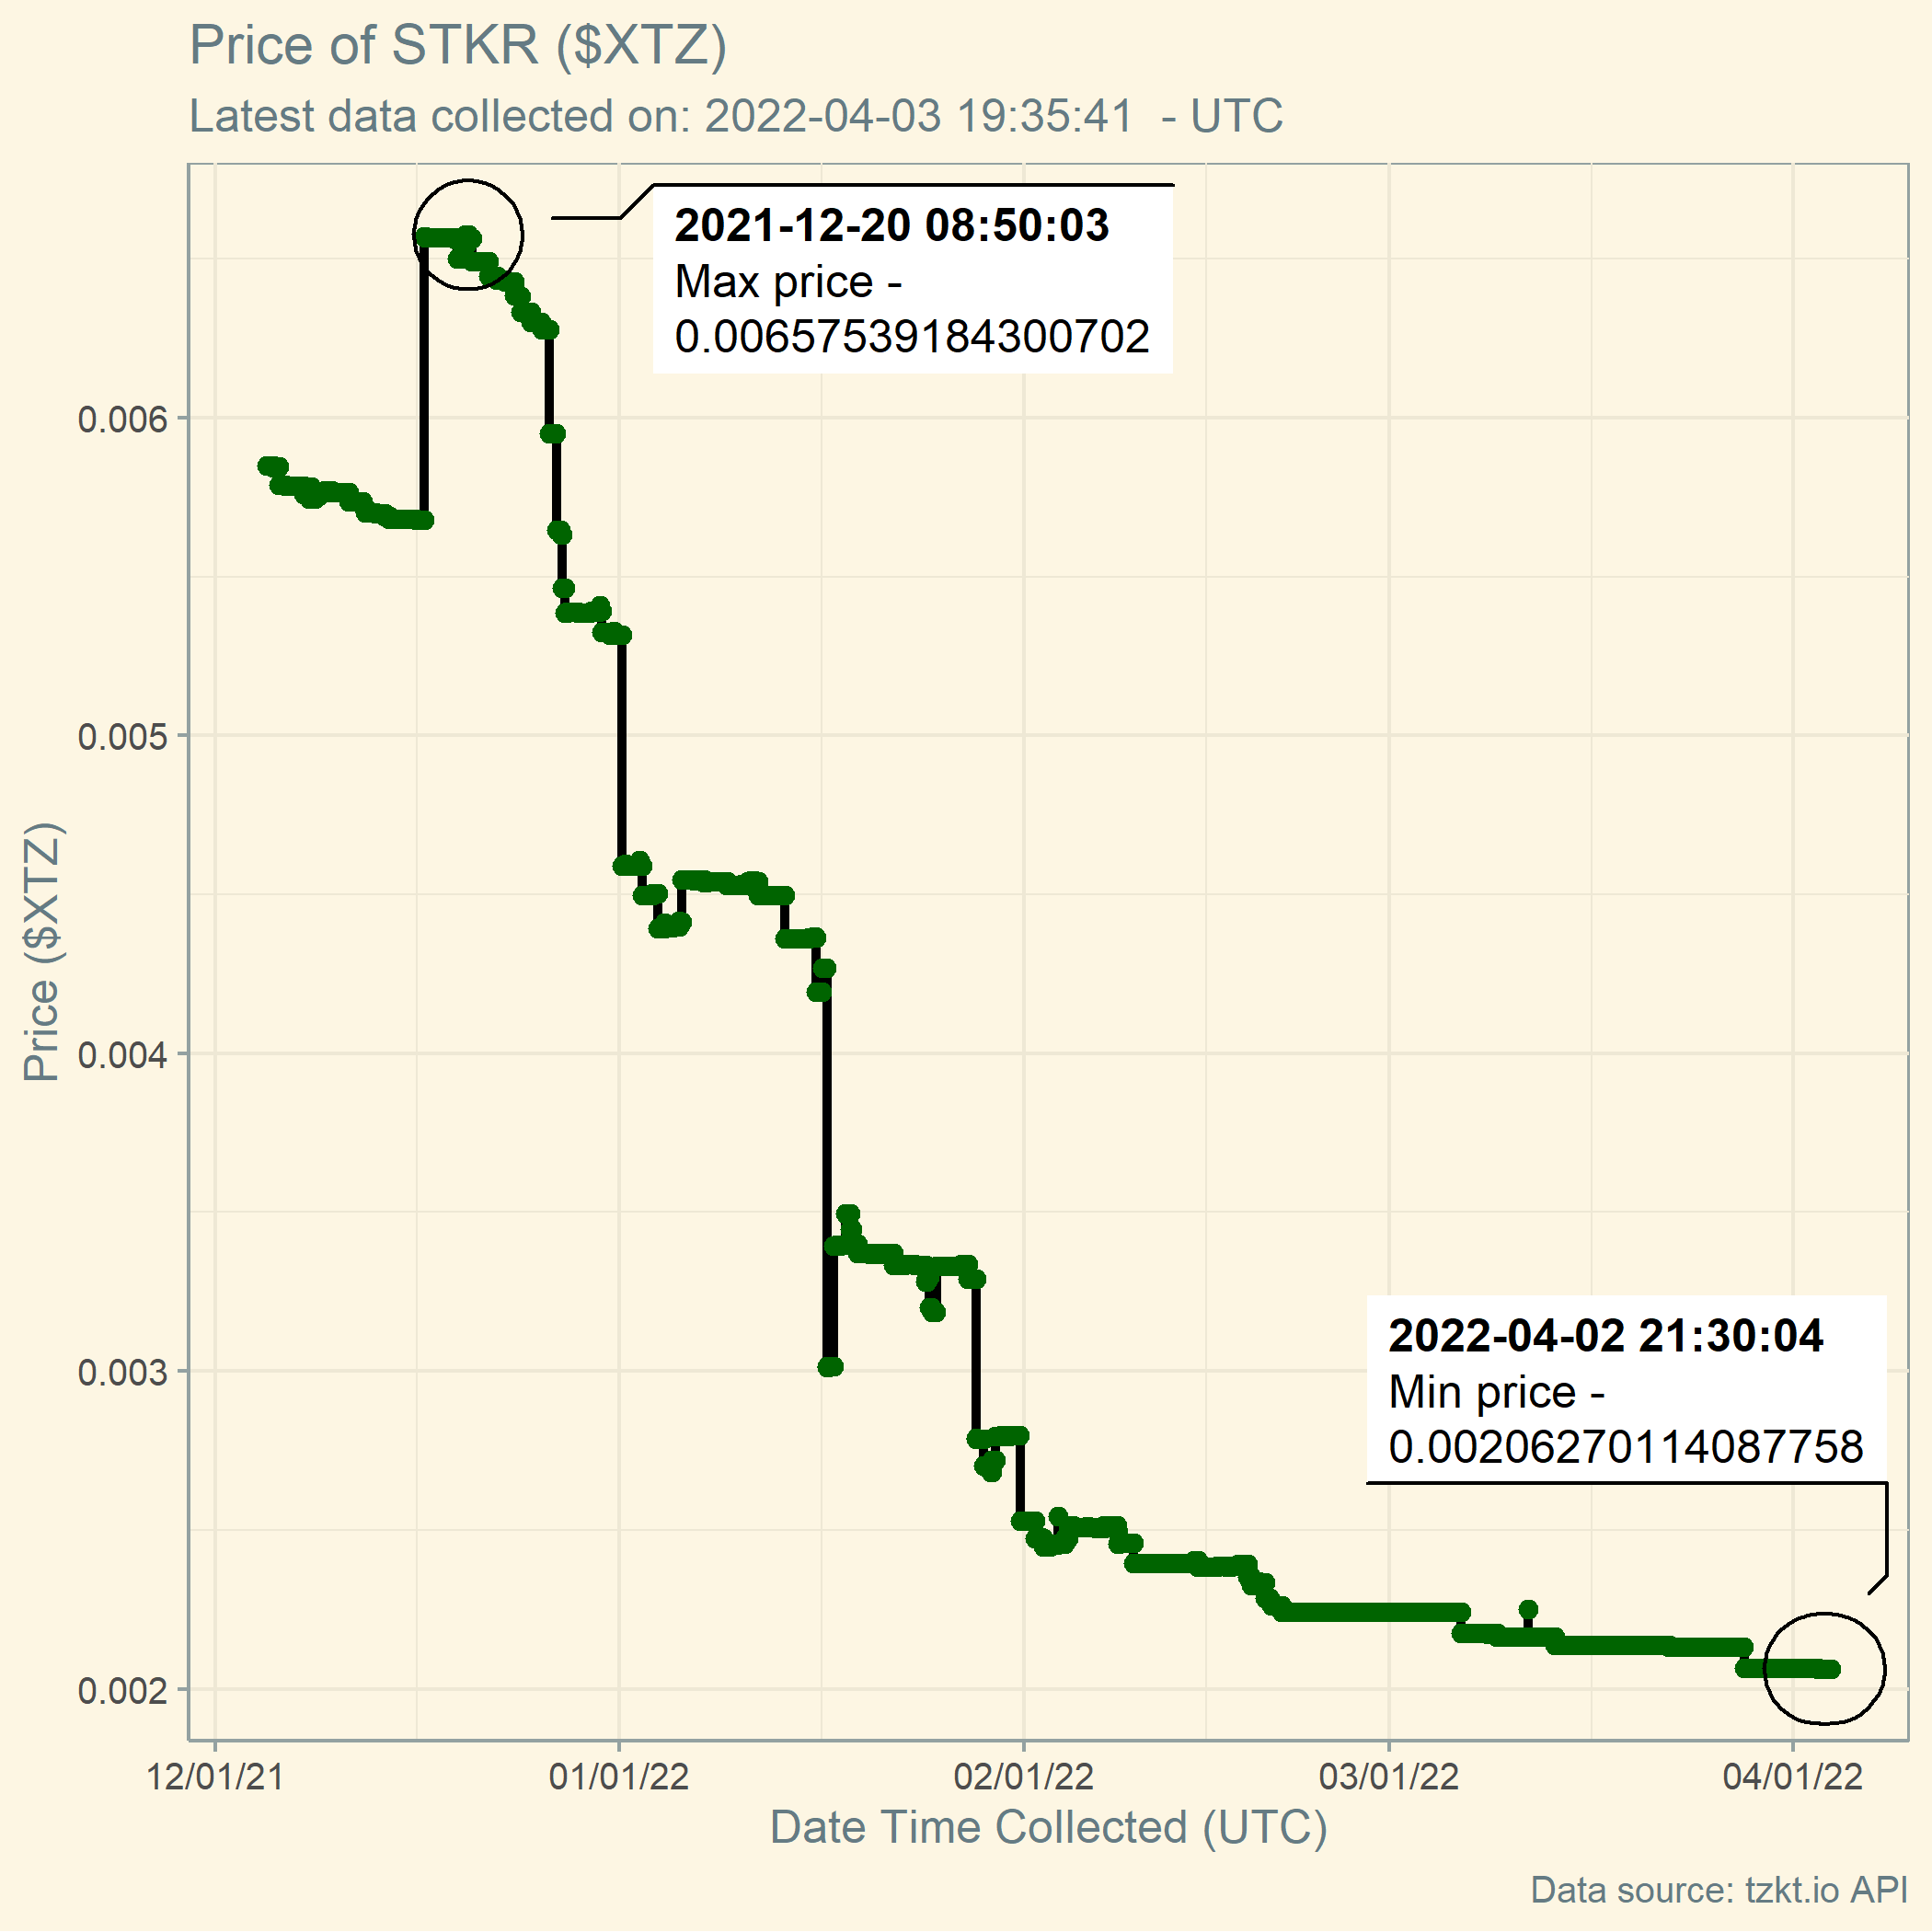 Price of STKR ($XTZ)
Latest data collected on: 2022-04-03 19:35:41  - UTC
2021-12-20 08:50:03
Max price -
0.00657539184300702
0.006
0.005
0.004
0.003
0.002
Price ($XTZ)
2022-04-02 21:30:04
Min price -
0.00206270114087758
12/01/21
01/01/22
02/01/22
03/01/22
04/01/22
Date Time Collected (UTC)
Data source: tzkt.io API